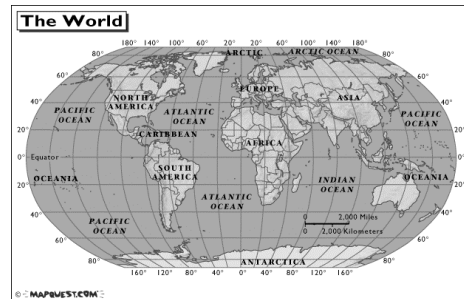 The World
180° 140° 100° 60° 20° 0° 20° 60° 100° 140° 180°
ARCTIC
ARCTIC OCEAN
80° 80°
60° 60°
EUROPE
NORTH
AMERICA
ASIA
40° 40°
PACIFIC
OCEAN
ATLANTIC
OCEAN
PACIFIC
OCEAN
20° 20°
CARIBBEAN
AFRICA
Equator 0° 0°
SOUTH
AMERICA
OCEANIA
INDIAN
OCEAN
OCEANIA
20° 20°
ATLANTIC
OCEAN
PACIFIC
OCEAN
40° 40°
0 2,000 Miles
0 2,000 Kilometers
60° 60°
ANTARCTICA
80° 80°
160° 120° 80° 40° 0° 40° 80° 120° 160°
© MAPQUEST.COM